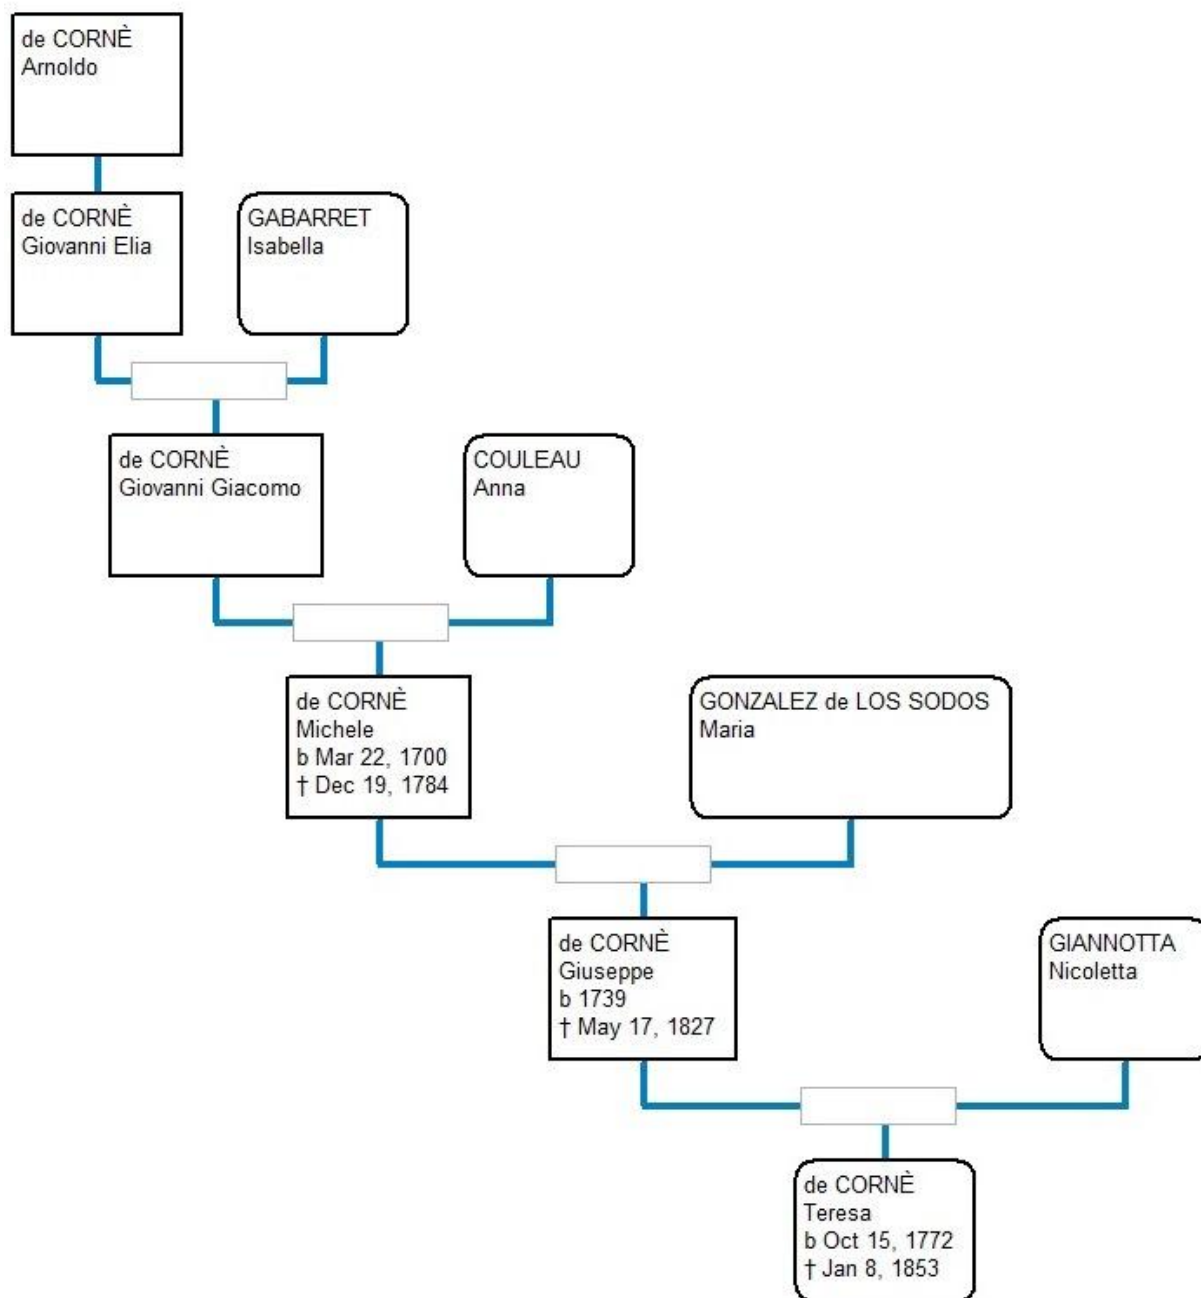 de CORNÈ
Arnoldo
de CORNÈ
Giovanni Elia
GABARRET
Isabella
de CORNÈ
Giovanni Giacomo
COULEAU
Anna
de CORNÈ
Michele
b Mar 22, 1700
† Dec 19, 1784
GONZALEZ de LOS SODOS
Maria
de CORNÈ
Giuseppe
b 1739
† May 17, 1827
GIANNOTTA
Nicoletta
de CORNÈ
Teresa
b Oct 15, 1772
† Jan 8, 1853